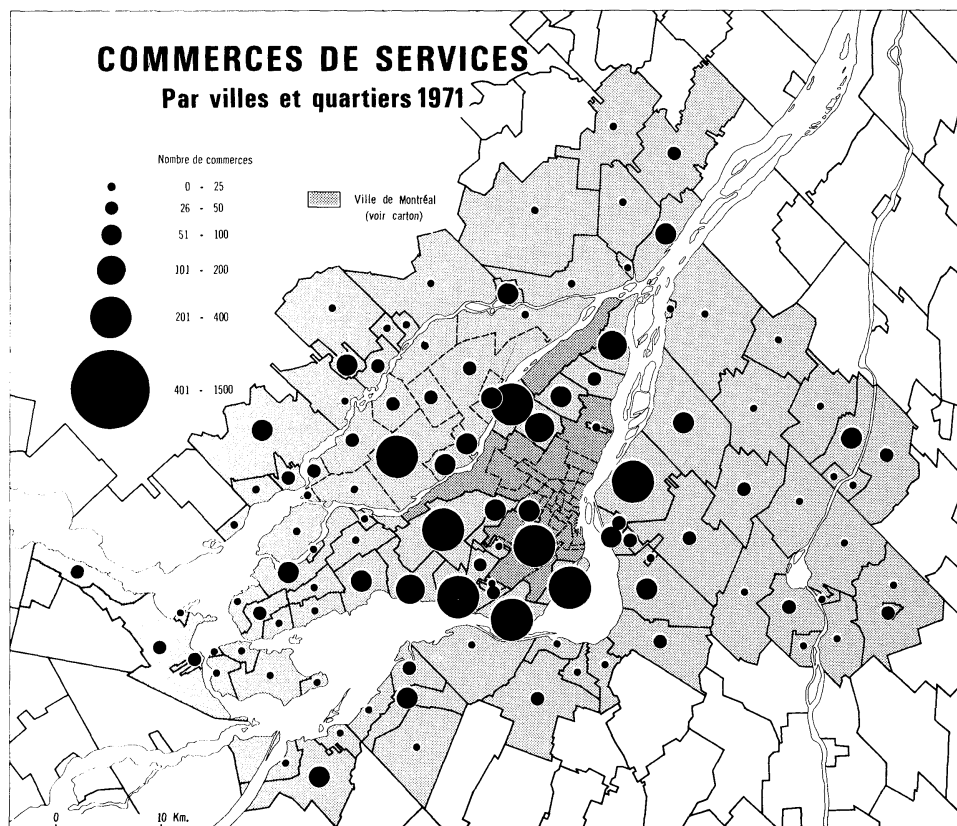 COMMERCES DE SERVICES
Par villes et quartiers 1971
Nombre de commerces
0 - 25
26 - 50
51 - 100
101 - 200
201 - 400
401 - 1500
Ville de Montréal
(voir carton)
0 10 Km.